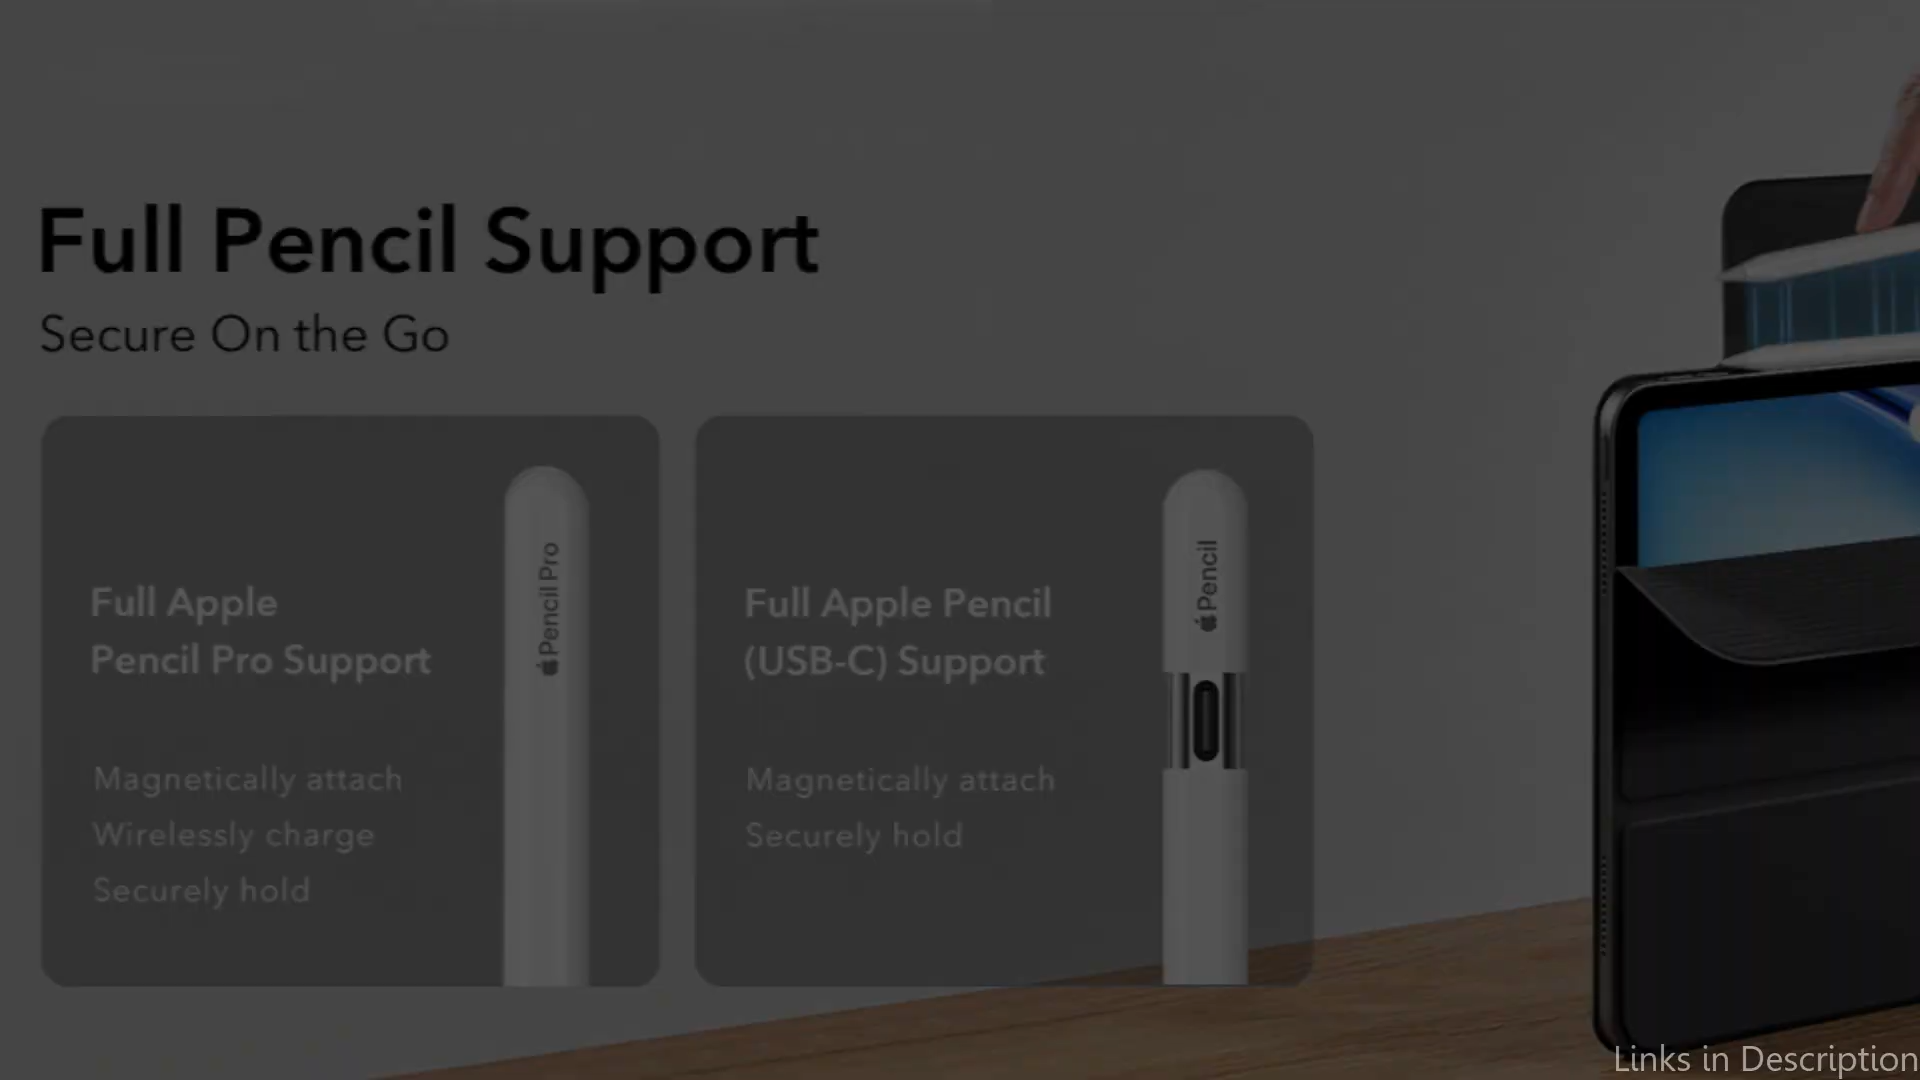 Full Pencil Support
Secure On the Go
Full Apple
Pencil Pro Support
Magnetically attach
Wirelessly charge
Securely hold
Pencil Pro
Full Apple Pencil
(USB-C) Support
Magnetically attach
Securely hold
Pencil
Links in Description